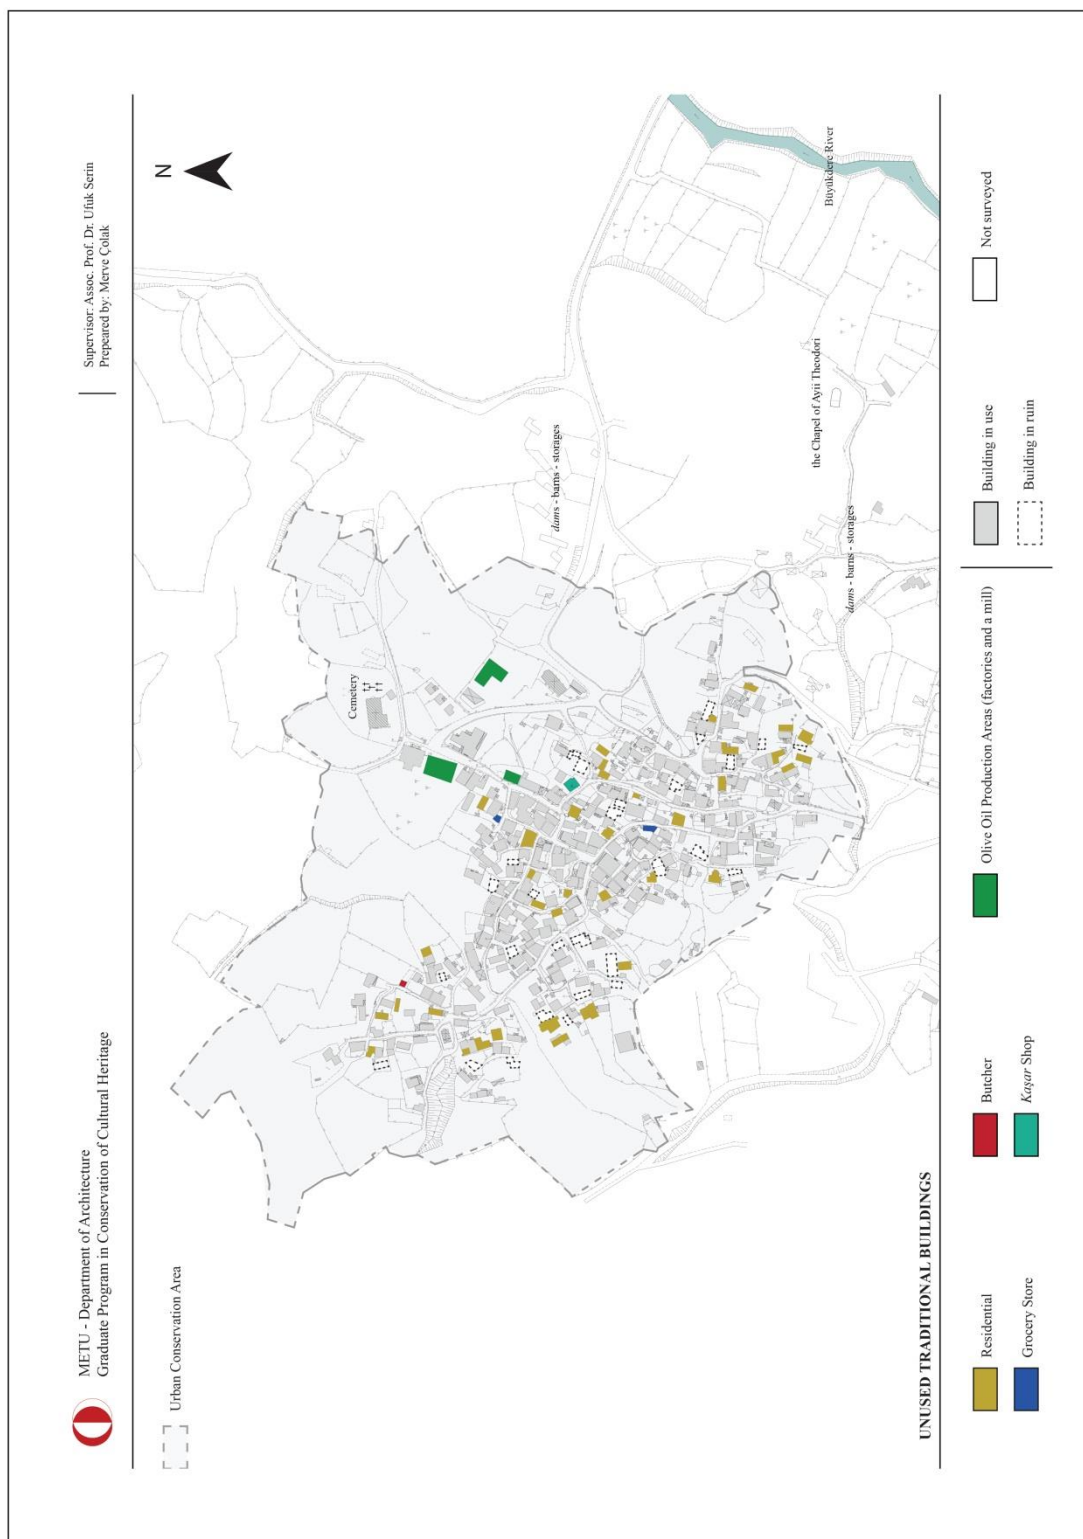 METU - Department of Architecture
Graduate Program in Conservation of Cultural Heritage
Supervisor: Assoc. Prof. Dr. Ufuk Serin
Prepeared by: Merve Çolak
Urban Conservation Area
N
Cemetery
dams - barns - storages
the Chapel of Ayii Theodori
Büyükdere River
dams - barns - storages
UNUSED TRADITIONAL BUILDINGS
Residential
Grocery Store
Butcher
Kaşar Shop
Olive Oil Production Areas (factories and a mill)
Building in use
Building in ruin
Not surveyed